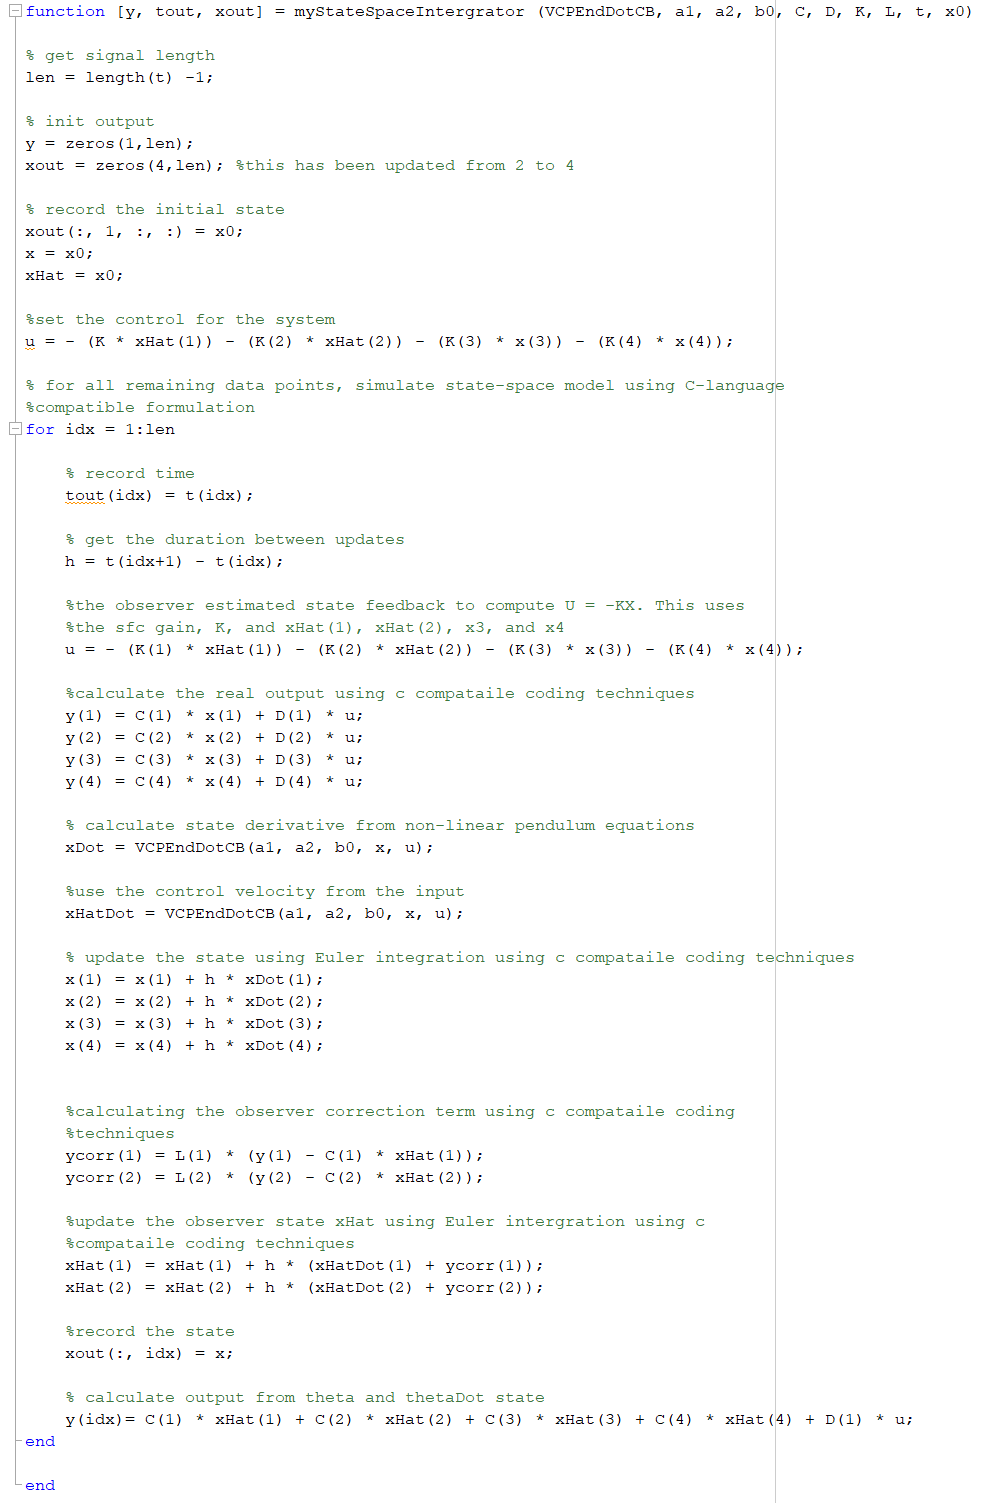 function [y, tout, xout] = myStateSpaceIntergrator (VCPEndDotCB, a1, a2, b0, C, D, K, L, t, x0)
% get signal length
len = length(t) -1;
% init output
y = zeros(1,len);
xout = zeros(4,len); %this has been updated from 2 to 4
% record the initial state
xout(:, 1, :, :) = x0;
x = x0;
xHat = x0;
%set the control for the system
u = - (K * xHat(1)) - (K(2) * xHat(2)) - (K(3) * x(3)) - (K(4) * x(4));
% for all remaining data points, simulate state-space model using C-language
%compatible formulation
for idx = 1:len
% record time
tout(idx) = t(idx);
% get the duration between updates
h = t(idx+1) - t(idx);
%the observer estimated state feedback to compute U = -KX. This uses
%the sfc gain, K, and xHat(1), xHat(2), x3, and x4
u = - (K(1) * xHat(1)) - (K(2) * xHat(2)) - (K(3) * x(3)) - (K(4) * x(4));
%calculate the real output using c compataile coding techniques
y(1) = C(1) * x(1) + D(1) * u;
y(2) = C(2) * x(2) + D(2) * u;
y(3) = C(3) * x(3) + D(3) * u;
y(4) = C(4) * x(4) + D(4) * u;
% calculate state derivative from non-linear pendulum equations
xDot = VCPEndDotCB(a1, a2, b0, x, u);
%use the control velocity from the input
xHatDot = VCPEndDotCB(a1, a2, b0, x, u);
% update the state using Euler integration using c compataile coding techniques
x(1) = x(1) + h * xDot(1);
x(2) = x(2) + h * xDot(2);
x(3) = x(3) + h * xDot(3);
x(4) = x(4) + h * xDot(4);
%calculating the observer correction term using c compataile coding
%techniques
ycorr(1) = L(1) * (y(1) - C(1) * xHat(1));
ycorr(2) = L(2) * (y(2) - C(2) * xHat(2));
%update the observer state xHat using Euler intergration using c
%compataile coding techniques
xHat(1) = xHat(1) + h * (xHatDot(1) + ycorr(1));
xHat(2) = xHat(2) + h * (xHatDot(2) + ycorr(2));
%record the state
xout(:, idx) = x;
% calculate output from theta and thetaDot state
y(idx)= C(1) * xHat(1) + C(2) * xHat(2) + C(3) * xHat(3) + C(4) * xHat(4) + D(1) * u;
end
end